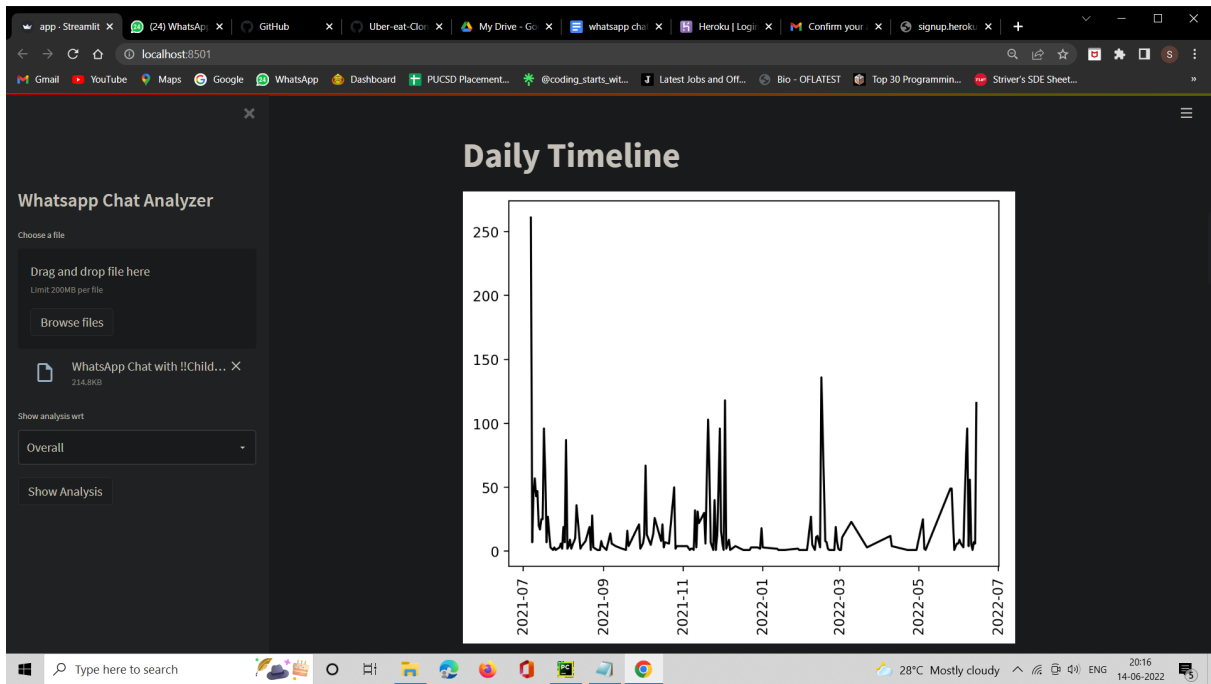 app · Streamlit
(24) WhatsApp
GitHub
Uber-eat-Clon
My Drive - Go
whatsapp cha
Heroku | Login
Confirm your
signup.heroku
localhost:8501
S
Gmail
YouTube
Maps
Google
WhatsApp
Dashboard
PUCSD Placement...
@coding_starts_wit...
Latest Jobs and Off...
Bio - OFLATEST
Top 30 Programmin...
Striver's SDE Sheet...
»
Whatsapp Chat Analyzer
Choose a file
Drag and drop file here
Limit 200MB per file
Browse files
WhatsApp Chat with !!Child...
214.8KB
Show analysis wrt
Overall
Show Analysis
Daily Timeline
250
200
150
100
50
0
2021-07
2021-09
2021-11
2022-01
2022-03
2022-05
2022-07
Type here to search
28°C Mostly cloudy
ENG
20:16
14-06-2022
5